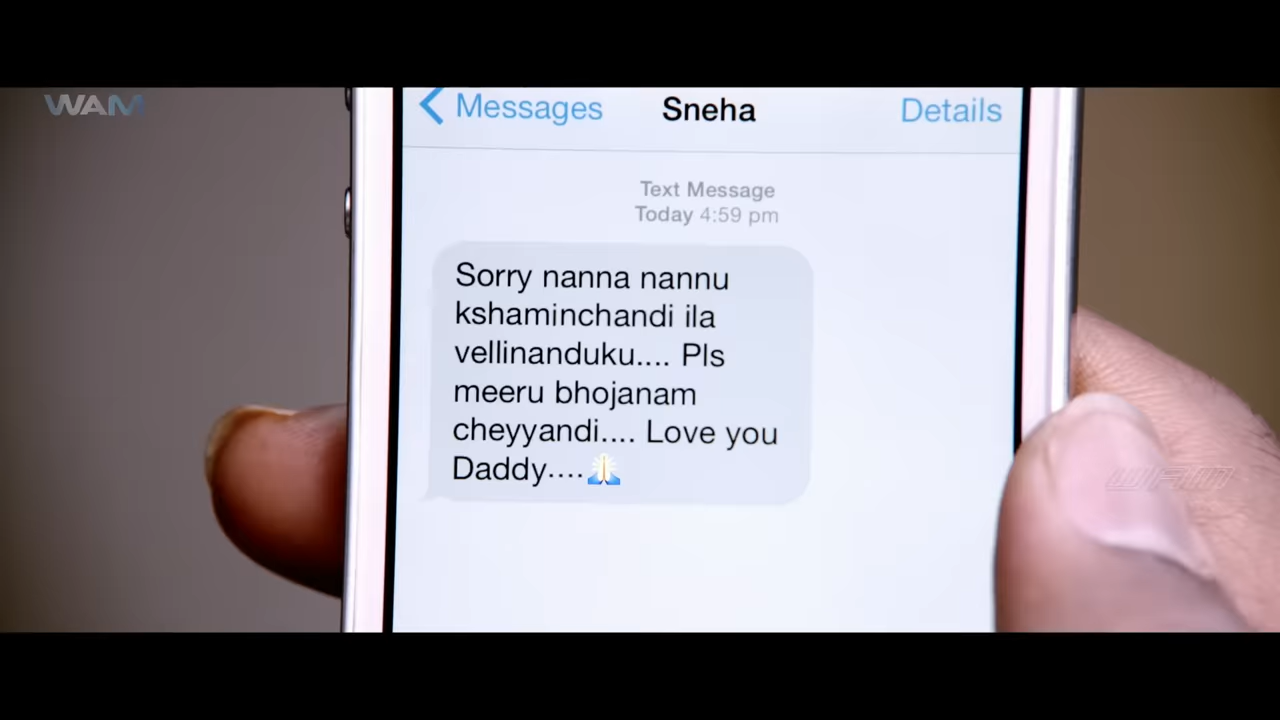 WAM
Messages Sneha Details
Text Message
Today 4:59 pm
Sorry nanna nannu
kshaminchandi ila
vellinanduku.... Pls
meeru bhojanam
cheyyandi.... Love you
Daddy....🙏
WAM